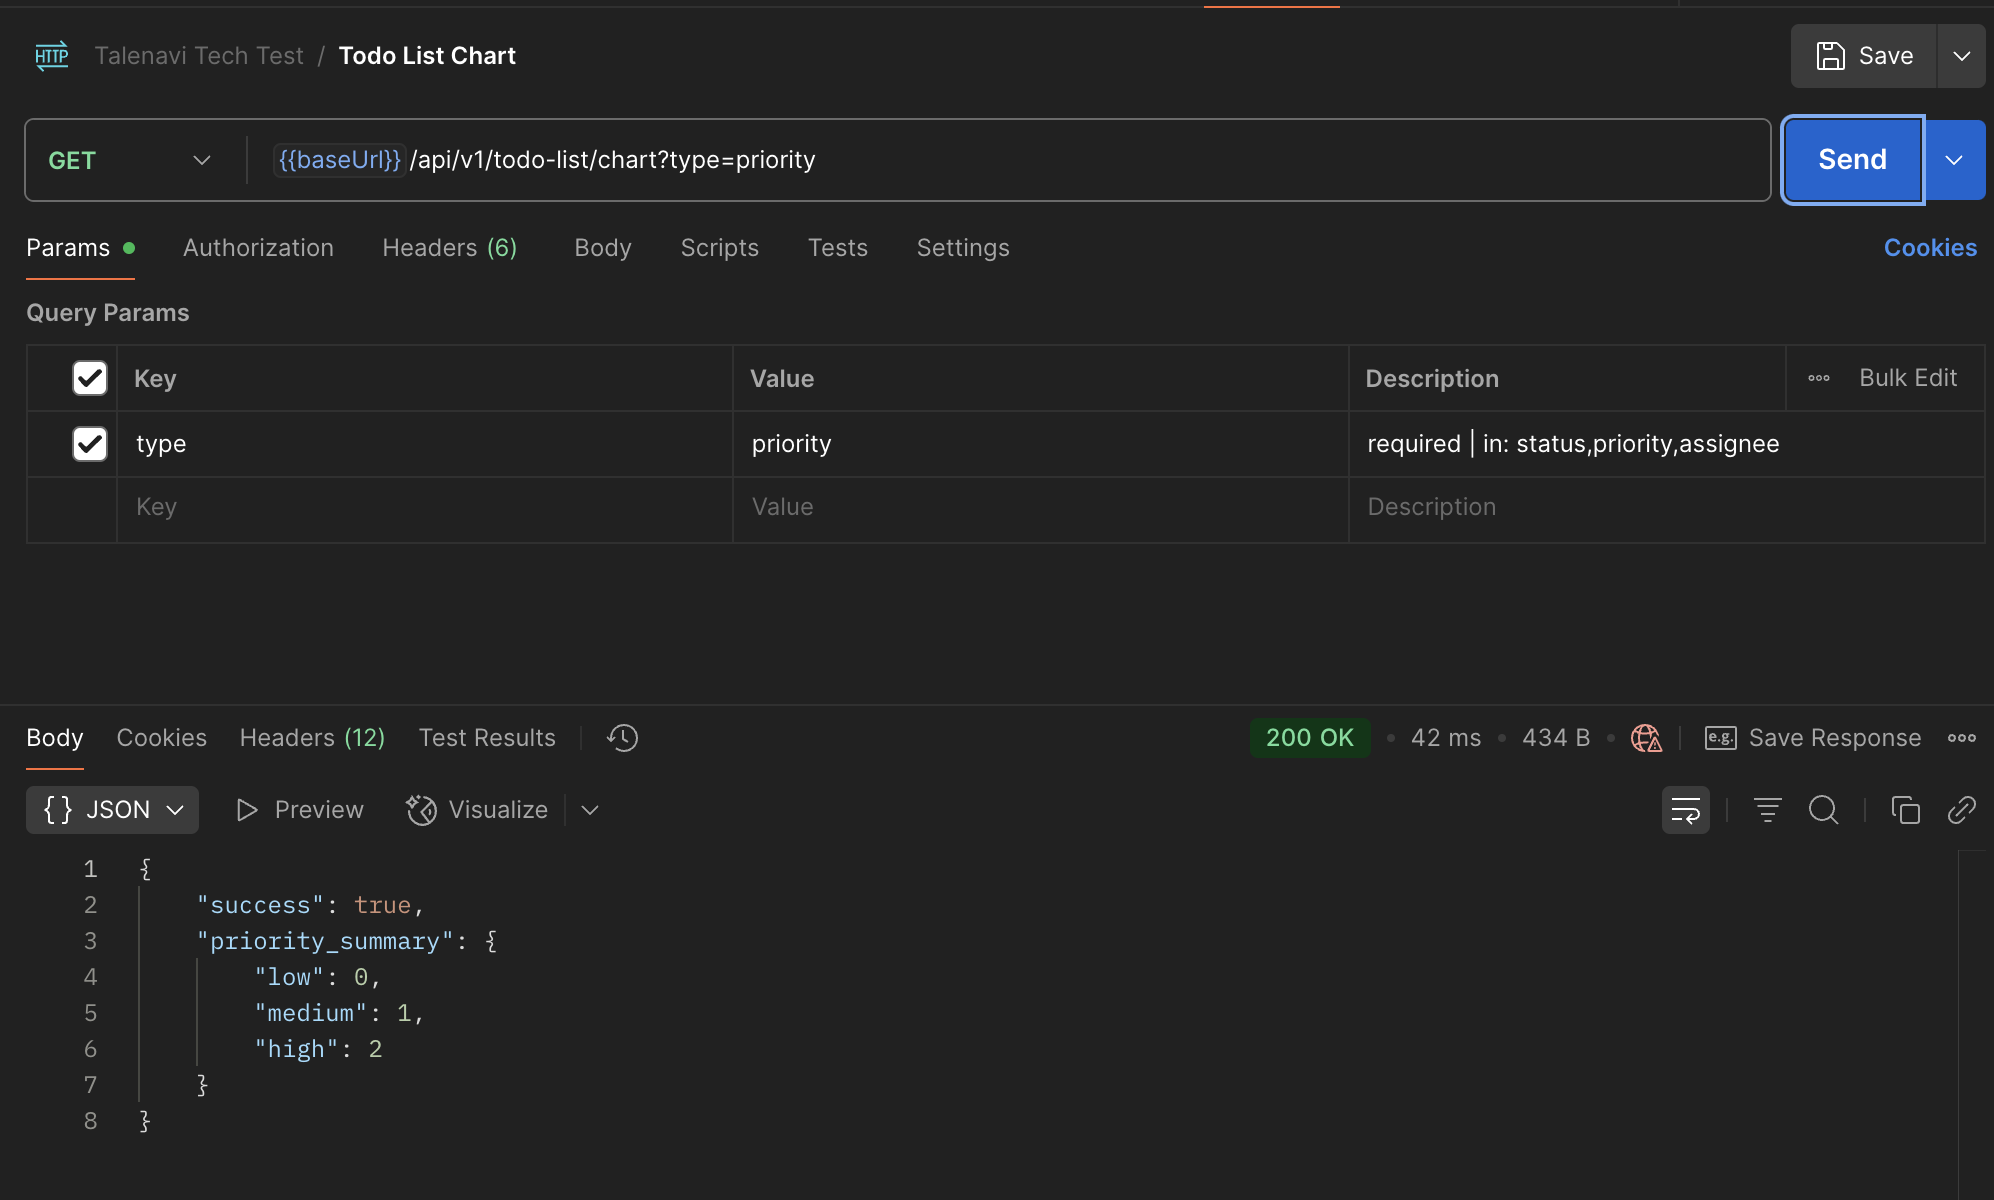 HTTP Talenavi Tech Test / Todo List Chart Save
GET {{baseUrl}} /api/v1/todo-list/chart?type=priority Send
Params Authorization Headers (6) Body Scripts Tests Settings Cookies
Query Params
Key Value Description Bulk Edit
type priority required | in: status,priority,assignee
Key Value Description
Body Cookies Headers (12) Test Results 200 OK • 42 ms • 434 B • e.g. Save Response
{ } JSON Preview Visualize
1 {
2 "success": true,
3 "priority_summary": {
4 "low": 0,
5 "medium": 1,
6 "high": 2
7 }
8 }